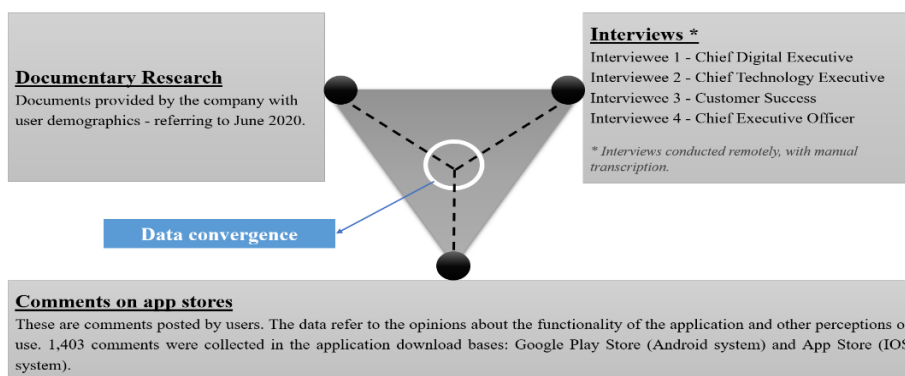 Documentary Research
Documents provided by the company with
user demographics - referring to June 2020.
Interviews *
Interviewee 1 - Chief Digital Executive
Interviewee 2 - Chief Technology Executive
Interviewee 3 - Customer Success
Interviewee 4 - Chief Executive Officer
* Interviews conducted remotely, with manual
transcription.
Data convergence
Comments on app stores
These are comments posted by users. The data refer to the opinions about the functionality of the application and other perceptions
use. 1,403 comments were collected in the application download bases: Google Play Store (Android system) and App Store (IOS
system).